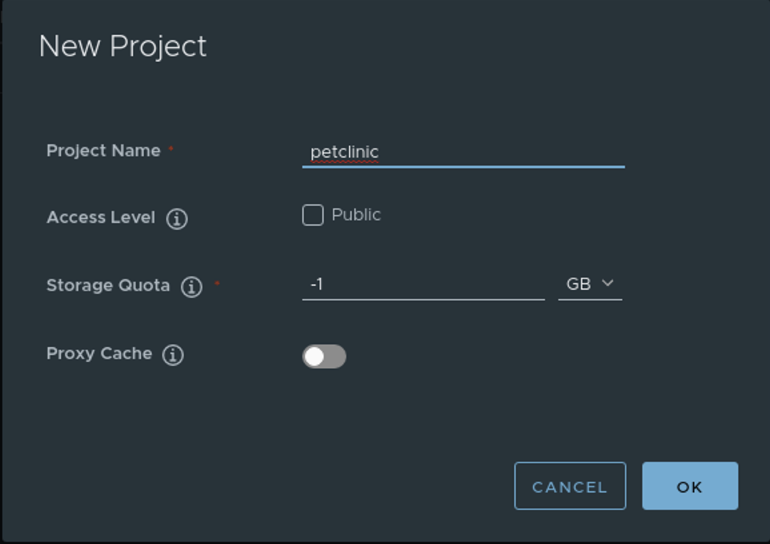 New Project
Project Name *
petclinic
Access Level
Public
Storage Quota *
-1
GB
Proxy Cache
CANCEL
OK